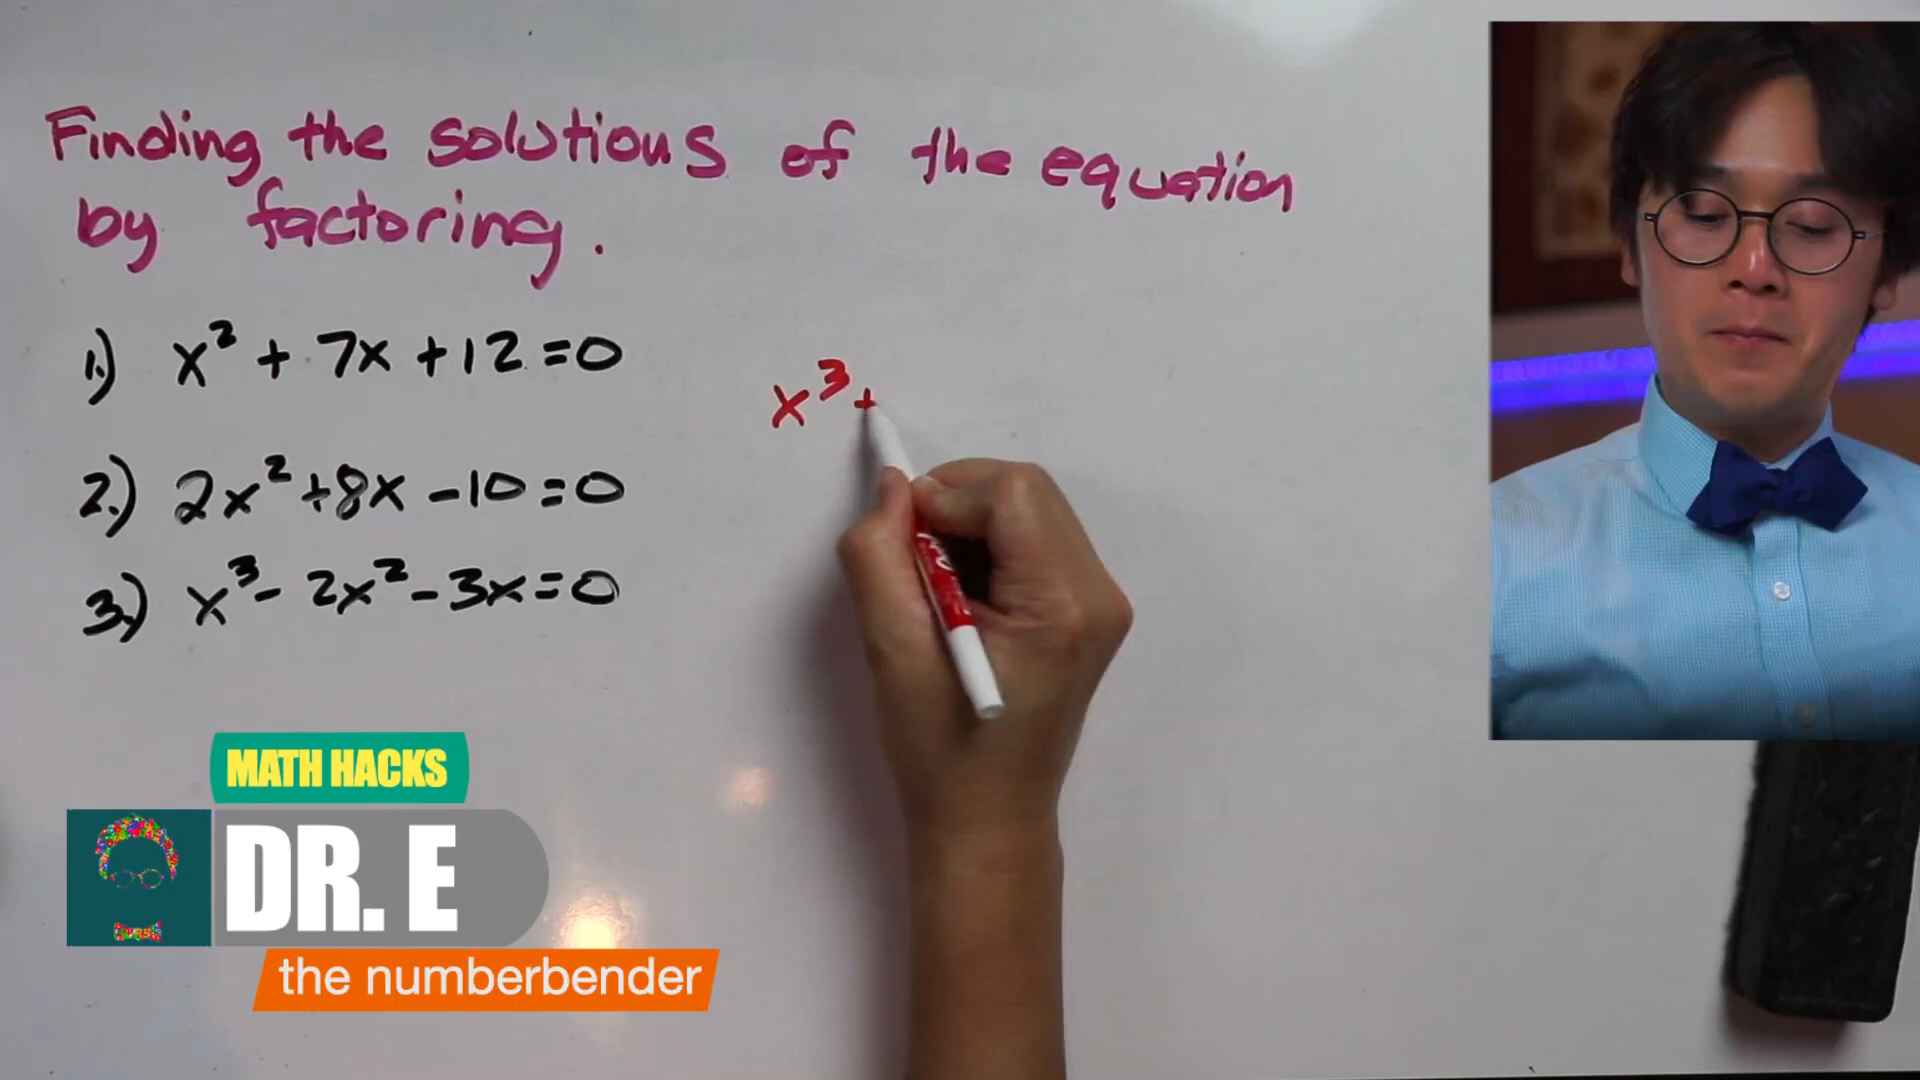 Finding the solutions of the equation
by factoring.
1.) x² + 7x + 12 = 0
x³ +
2.) 2x² + 8x - 10 = 0
3.) x³ - 2x² - 3x = 0
MATH HACKS
DR. E
the numberbender